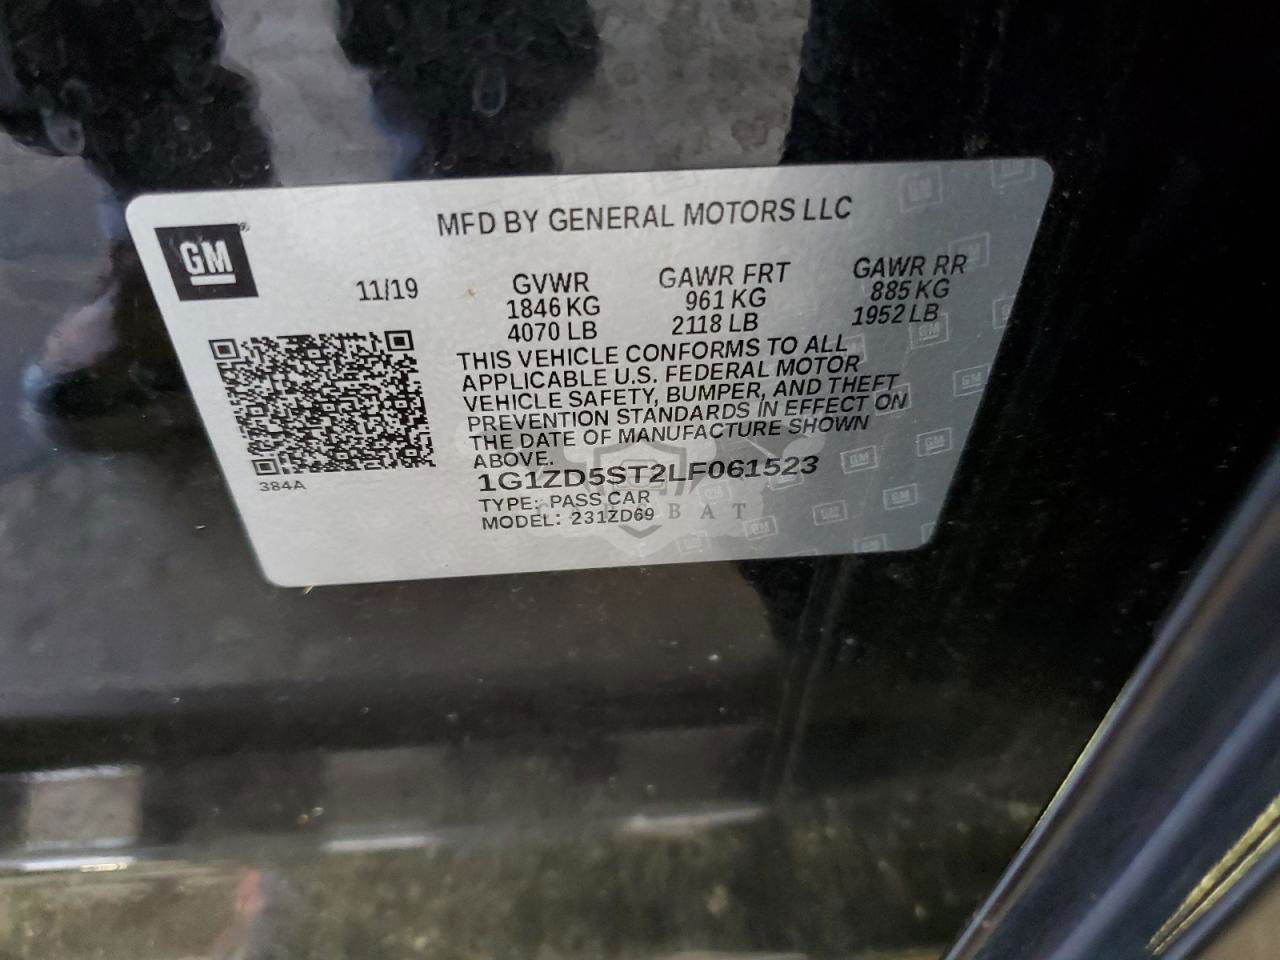 MFD BY GENERAL MOTORS LLC
GM
11/19
GVWR
1846 KG
4070 LB
GAWR FRT
961 KG
2118 LB
GAWR RR
885 KG
1952 LB
THIS VEHICLE CONFORMS TO ALL
APPLICABLE U.S. FEDERAL MOTOR
VEHICLE SAFETY, BUMPER, AND THEFT
PREVENTION STANDARDS IN EFFECT ON
THE DATE OF MANUFACTURE SHOWN
ABOVE.
384A
1G1ZD5ST2LF061523
TYPE: PASS CAR
MODEL: 231ZD69